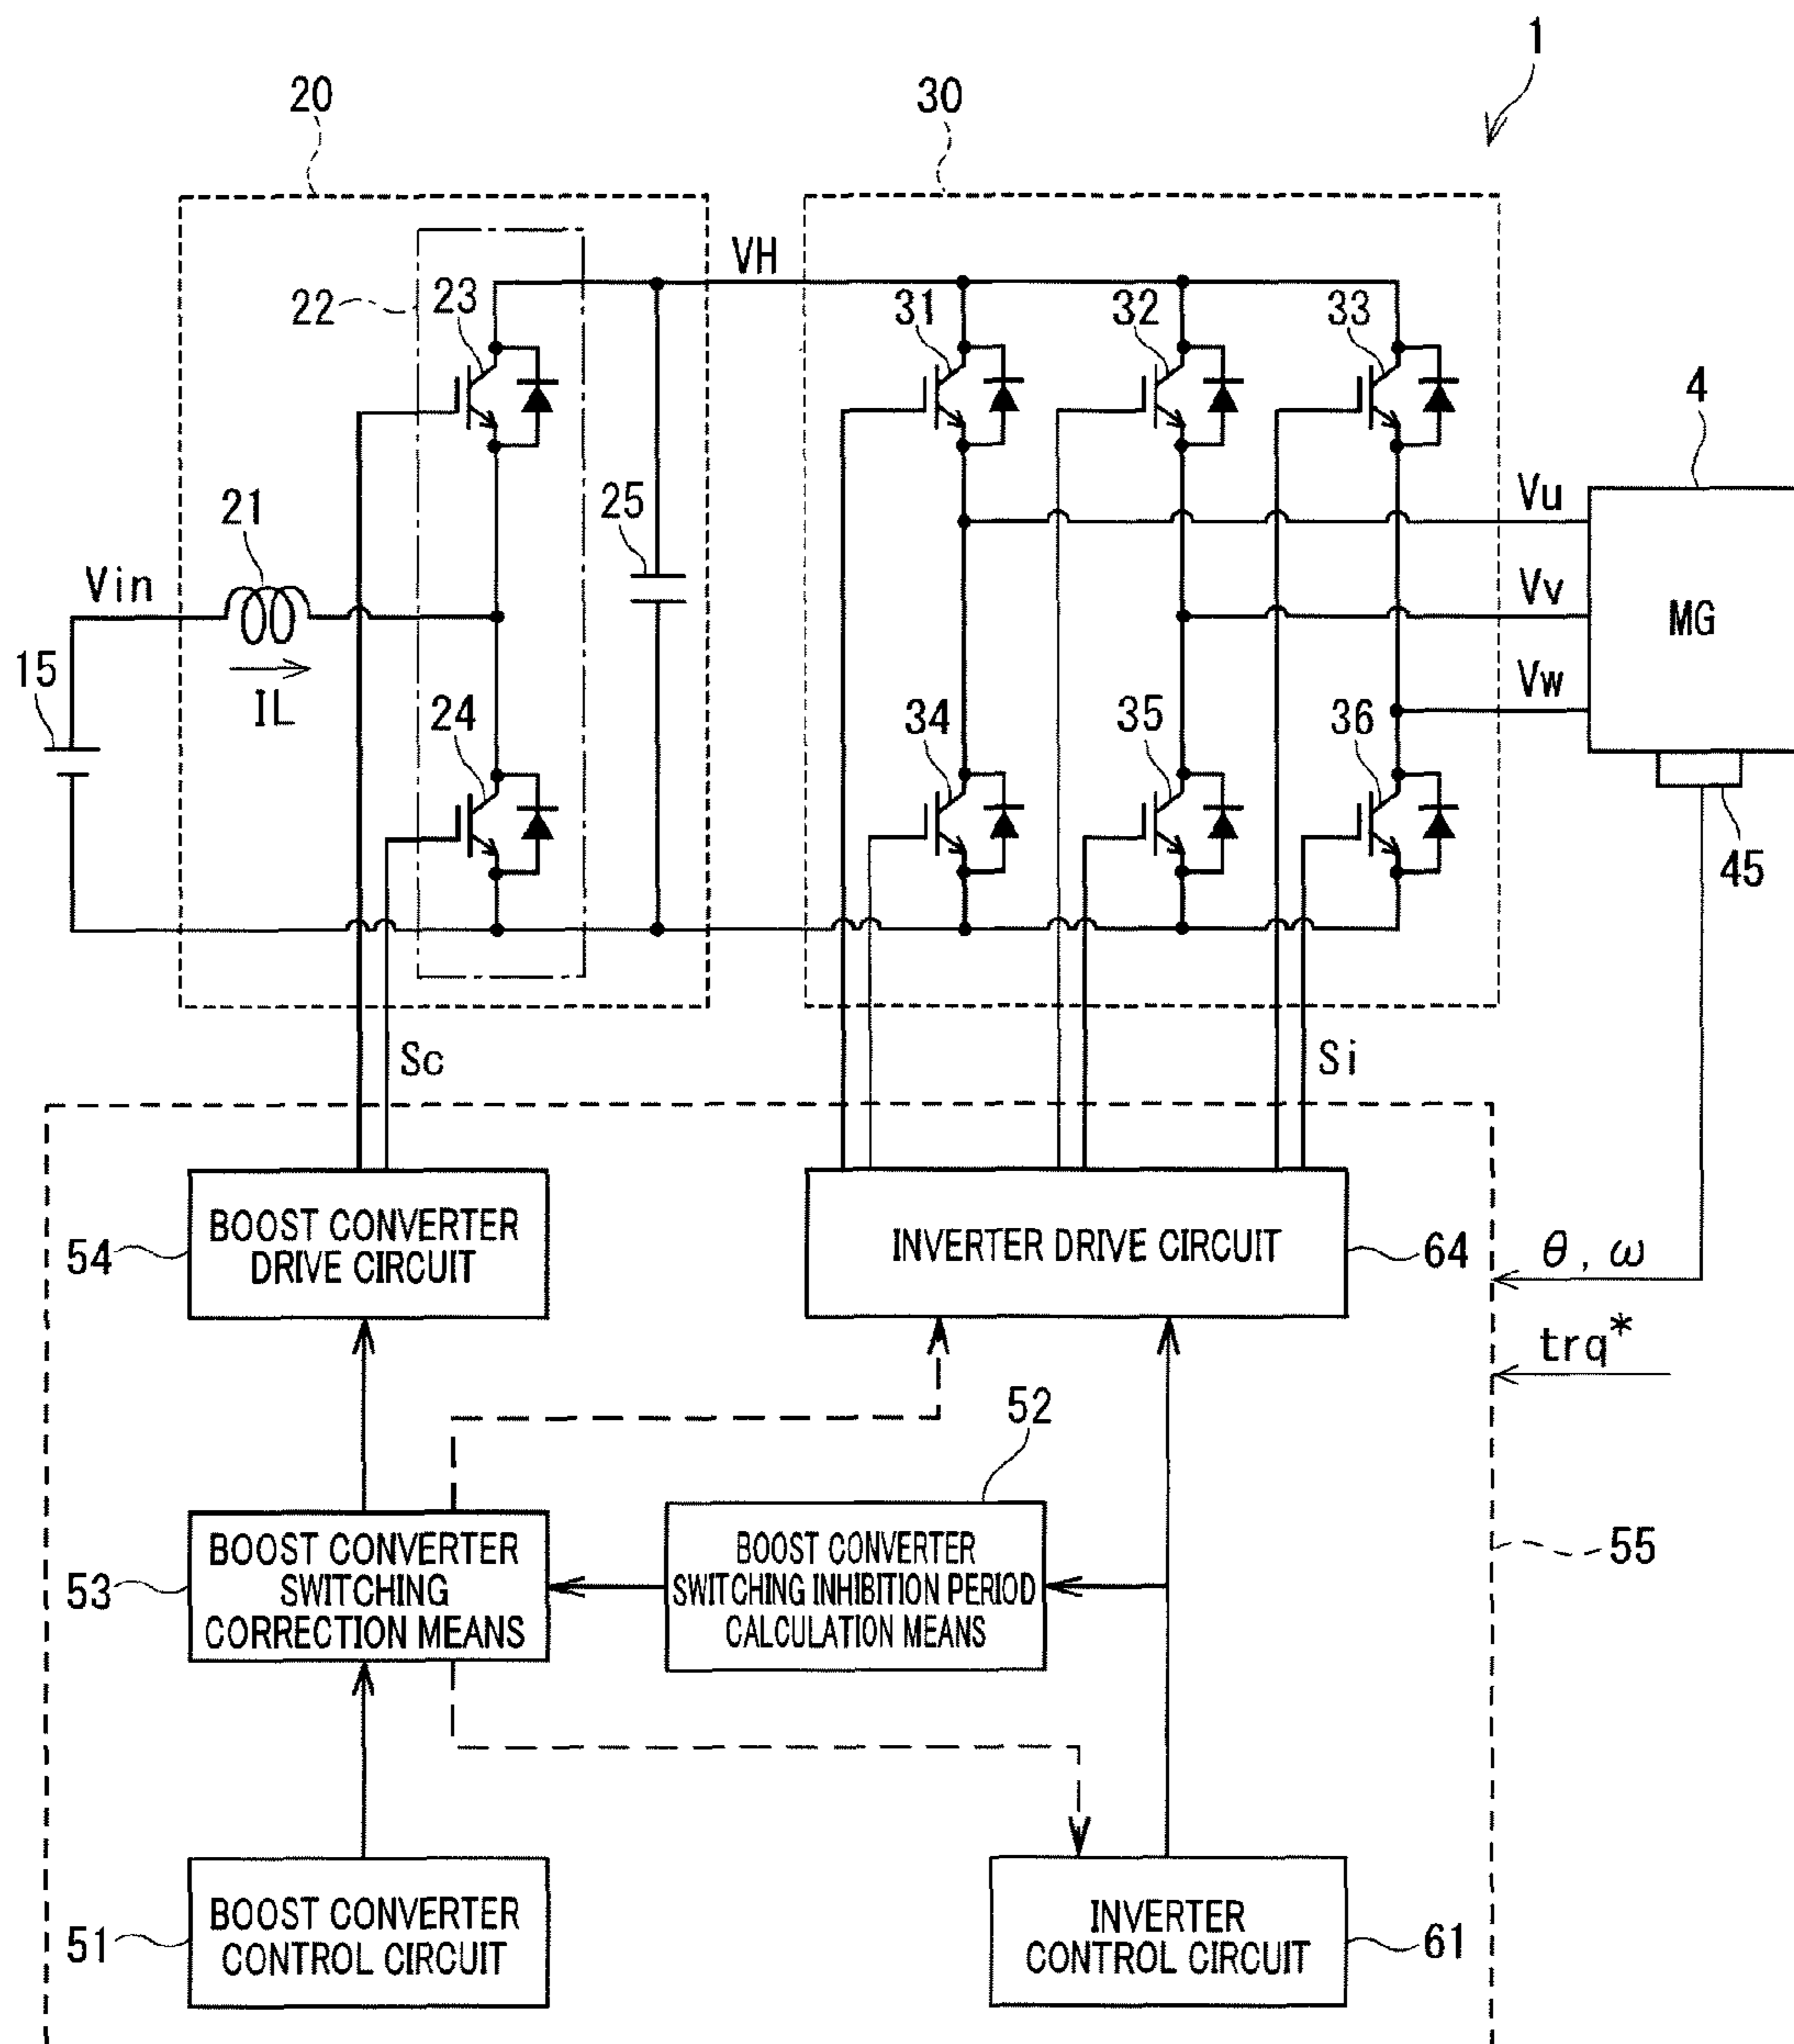 1
20
30
VH
22
23
31
32
33
4
21
25
Vu
Vin
Vv
MG
15
IL
Vw
24
34
35
36
45
Sc
Si
54
BOOST CONVERTER
DRIVE CIRCUIT
INVERTER DRIVE CIRCUIT
64
θ, ω
trq*
52
53
BOOST CONVERTER
SWITCHING
CORRECTION MEANS
BOOST CONVERTER
SWITCHING INHIBITION PERIOD
CALCULATION MEANS
55
51
BOOST CONVERTER
CONTROL CIRCUIT
INVERTER
CONTROL CIRCUIT
61